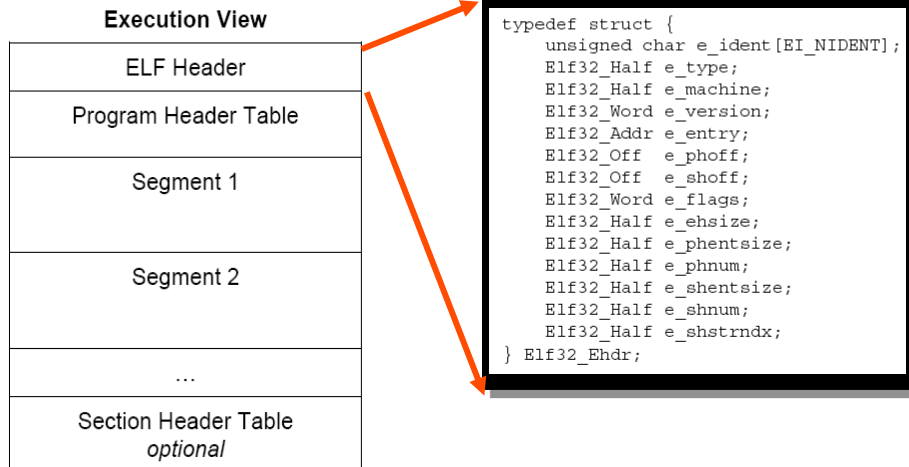 Execution View
ELF Header
Program Header Table
Segment 1
Segment 2
...
Section Header Table
optional
typedef struct {
    unsigned char e_ident[EI_NIDENT];
    Elf32_Half e_type;
    Elf32_Half e_machine;
    Elf32_Word e_version;
    Elf32_Addr e_entry;
    Elf32_Off  e_phoff;
    Elf32_Off  e_shoff;
    Elf32_Word e_flags;
    Elf32_Half e_ehsize;
    Elf32_Half e_phentsize;
    Elf32_Half e_phnum;
    Elf32_Half e_shentsize;
    Elf32_Half e_shnum;
    Elf32_Half e_shstrndx;
} Elf32_Ehdr;